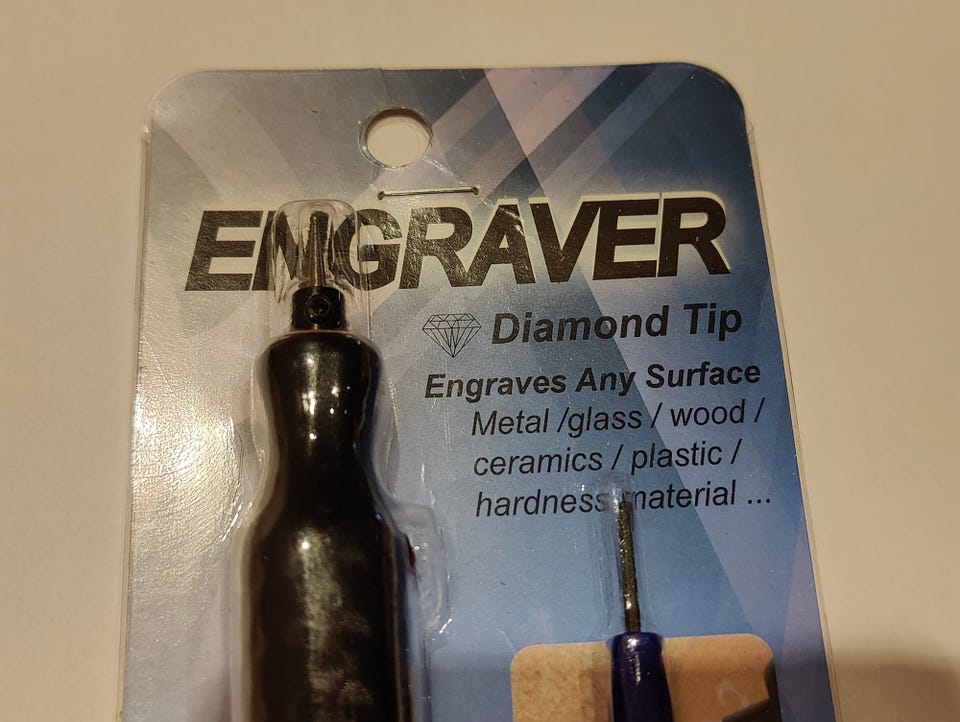 ENGRAVER
Diamond Tip
Engraves Any Surface
Metal /glass / wood /
ceramics / plastic /
hardness material ...